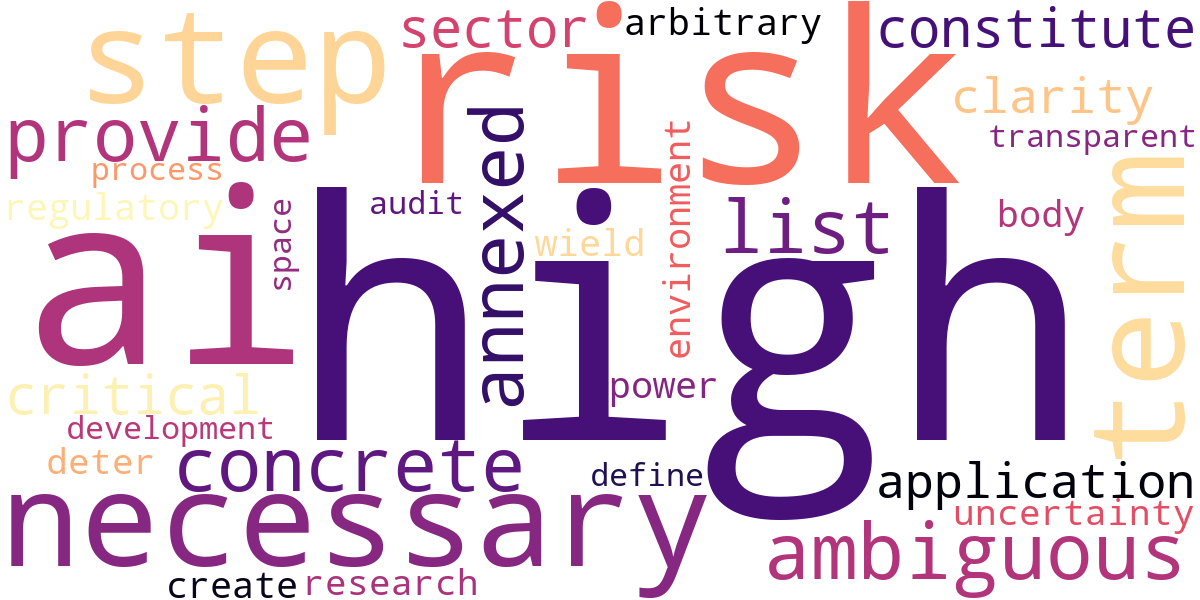 step
risk
sector
arbitrary
constitute
provide
process
clarity
transparent
annexed
environment
term
regulatory
space
audit
wield
list
body
ai
high
critical
power
development
deter
concrete
define
application
necessary
uncertainty
ambiguous
create
research